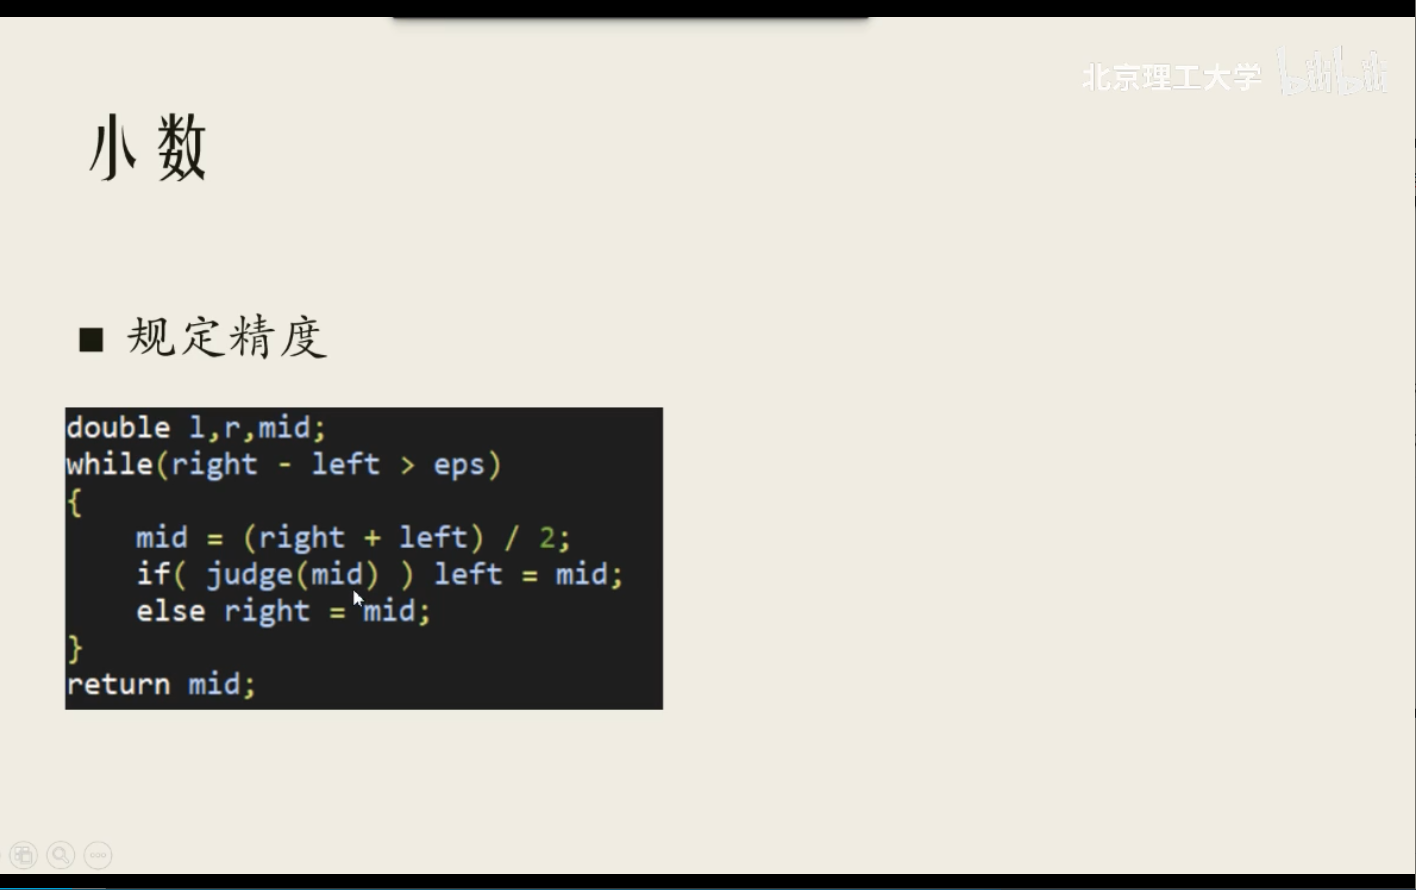 北京理工大学 bilibili
小数
■ 规定精度
double l,r,mid;
while(right - left > eps)
{
    mid = (right + left) / 2;
    if( judge(mid) ) left = mid;
    else right = mid;
}
return mid;